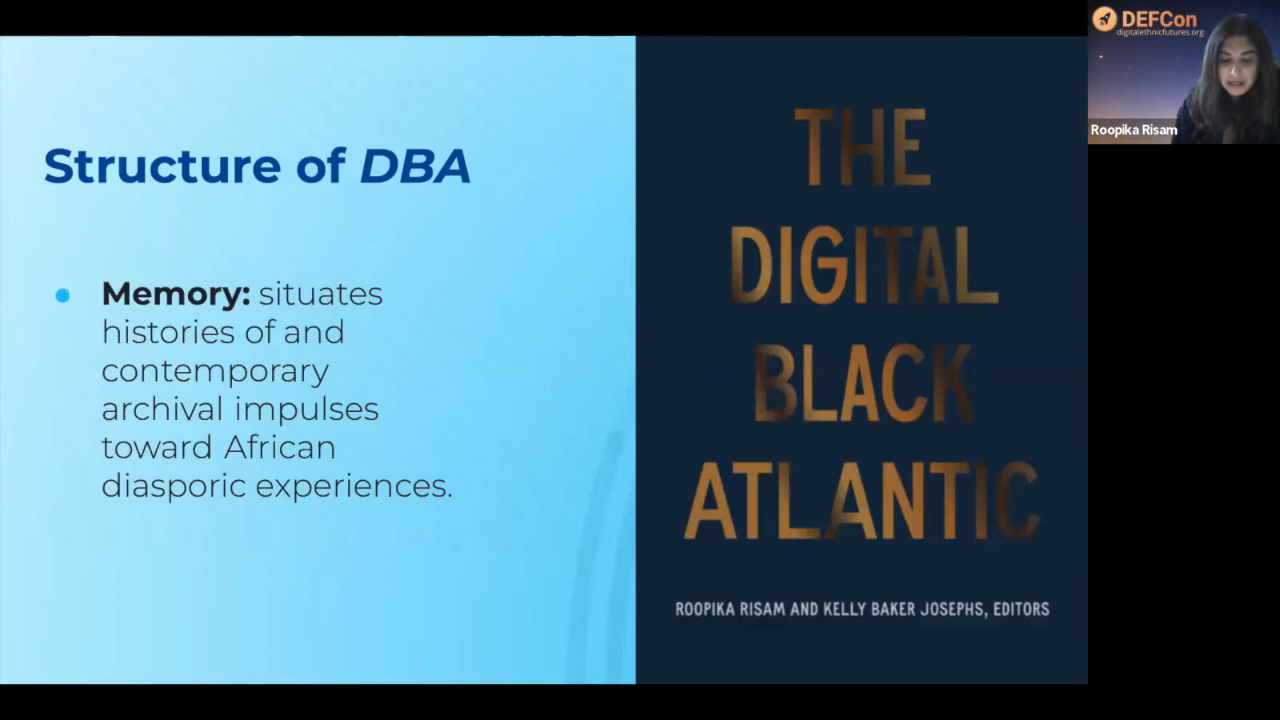 Structure of DBA
Memory: situates
histories of and
contemporary
archival impulses
toward African
diasporic experiences.
THE
DIGITAL
BLACK
ATLANTIC
ROOPIKA RISAM AND KELLY BAKER JOSEPHS, EDITORS
DEFCon
digitalethnicfutures.org
Roopika Risam